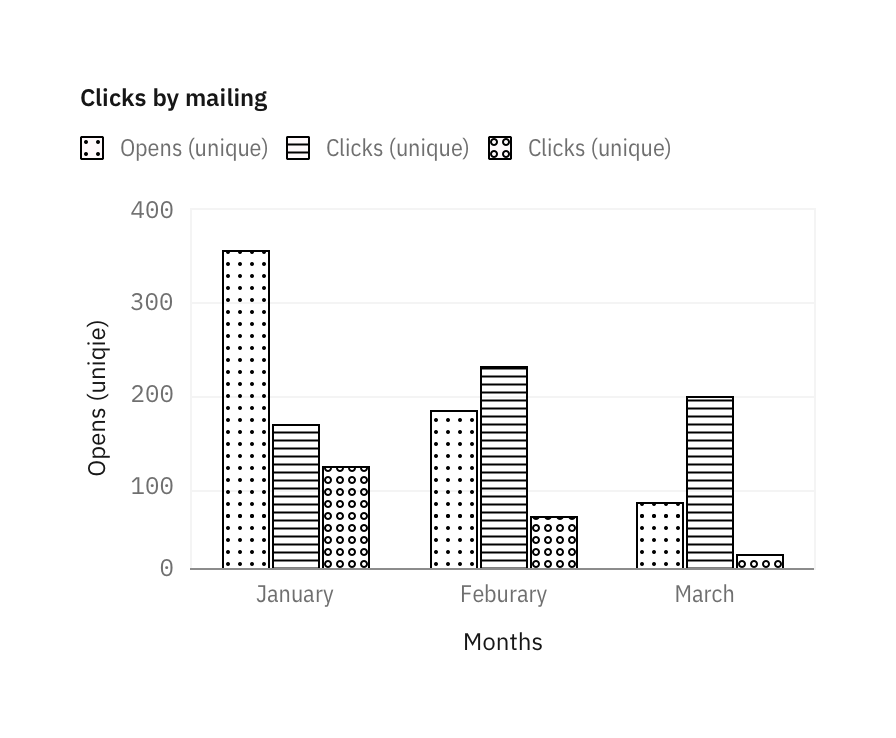 Clicks by mailing
Opens (unique) Clicks (unique) Clicks (unique)
400
300
200
100
0
Opens (uniqie)
January Feburary March
Months